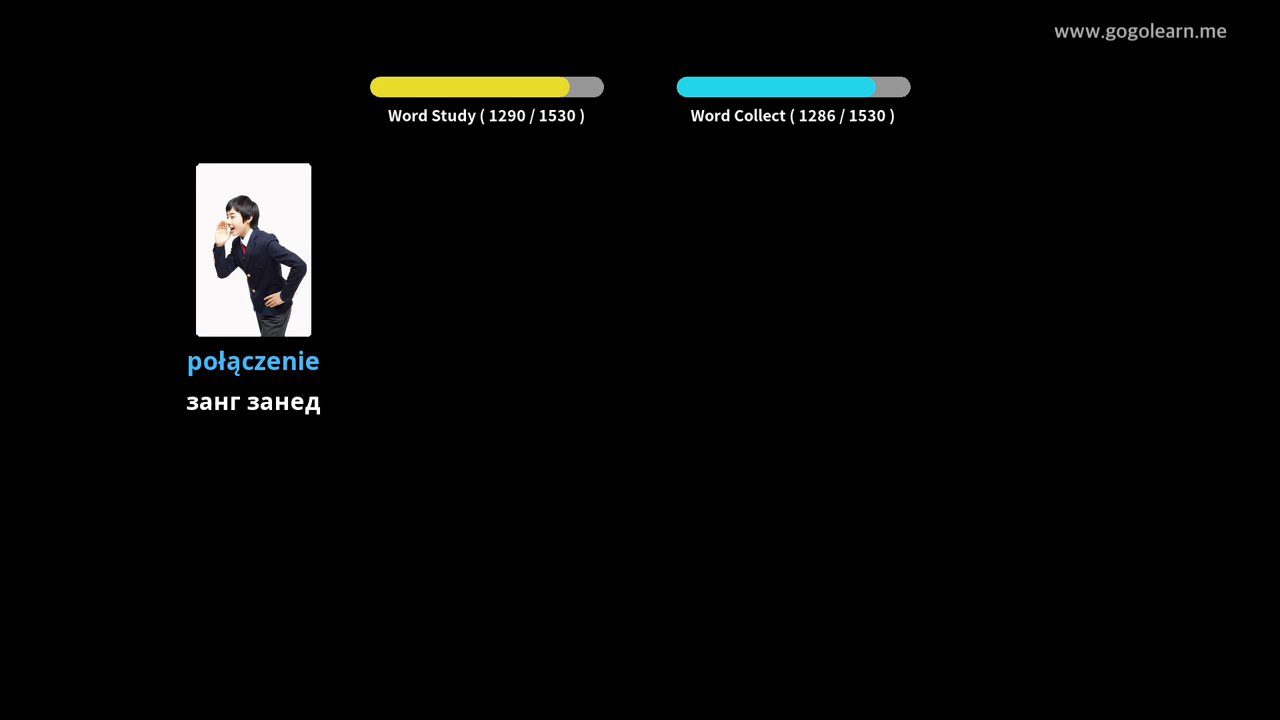 www.gogolearn.me
Word Study ( 1290 / 1530 )
Word Collect ( 1286 / 1530 )
połączenie
занг занед